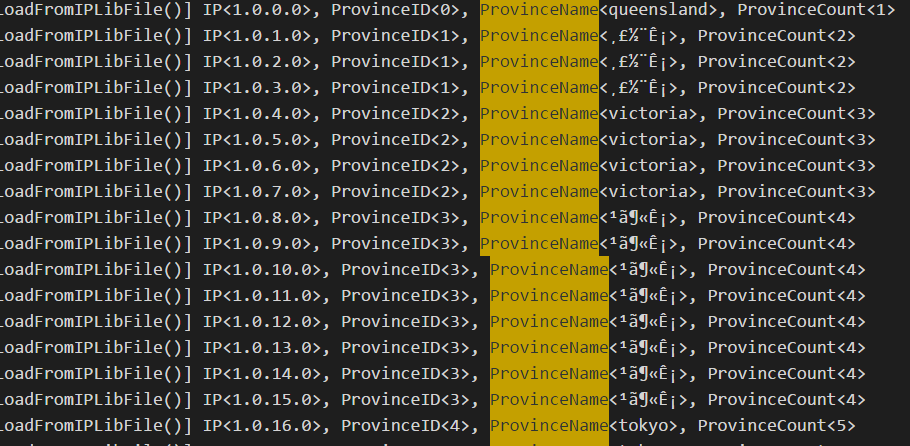 LoadFromIPLibFile()] IP<1.0.0.0>, ProvinceID<0>, ProvinceName<queensland>, ProvinceCount<1>
LoadFromIPLibFile()] IP<1.0.1.0>, ProvinceID<1>, ProvinceName<¸£½¨Ê¡>, ProvinceCount<2>
LoadFromIPLibFile()] IP<1.0.2.0>, ProvinceID<1>, ProvinceName<¸£½¨Ê¡>, ProvinceCount<2>
LoadFromIPLibFile()] IP<1.0.3.0>, ProvinceID<1>, ProvinceName<¸£½¨Ê¡>, ProvinceCount<2>
LoadFromIPLibFile()] IP<1.0.4.0>, ProvinceID<2>, ProvinceName<victoria>, ProvinceCount<3>
LoadFromIPLibFile()] IP<1.0.5.0>, ProvinceID<2>, ProvinceName<victoria>, ProvinceCount<3>
LoadFromIPLibFile()] IP<1.0.6.0>, ProvinceID<2>, ProvinceName<victoria>, ProvinceCount<3>
LoadFromIPLibFile()] IP<1.0.7.0>, ProvinceID<2>, ProvinceName<victoria>, ProvinceCount<3>
LoadFromIPLibFile()] IP<1.0.8.0>, ProvinceID<3>, ProvinceName<¹ã¶«Ê¡>, ProvinceCount<4>
LoadFromIPLibFile()] IP<1.0.9.0>, ProvinceID<3>, ProvinceName<¹ã¶«Ê¡>, ProvinceCount<4>
LoadFromIPLibFile()] IP<1.0.10.0>, ProvinceID<3>, ProvinceName<¹ã¶«Ê¡>, ProvinceCount<4>
LoadFromIPLibFile()] IP<1.0.11.0>, ProvinceID<3>, ProvinceName<¹ã¶«Ê¡>, ProvinceCount<4>
LoadFromIPLibFile()] IP<1.0.12.0>, ProvinceID<3>, ProvinceName<¹ã¶«Ê¡>, ProvinceCount<4>
LoadFromIPLibFile()] IP<1.0.13.0>, ProvinceID<3>, ProvinceName<¹ã¶«Ê¡>, ProvinceCount<4>
LoadFromIPLibFile()] IP<1.0.14.0>, ProvinceID<3>, ProvinceName<¹ã¶«Ê¡>, ProvinceCount<4>
LoadFromIPLibFile()] IP<1.0.15.0>, ProvinceID<3>, ProvinceName<¹ã¶«Ê¡>, ProvinceCount<4>
LoadFromIPLibFile()] IP<1.0.16.0>, ProvinceID<4>, ProvinceName<tokyo>, ProvinceCount<5>